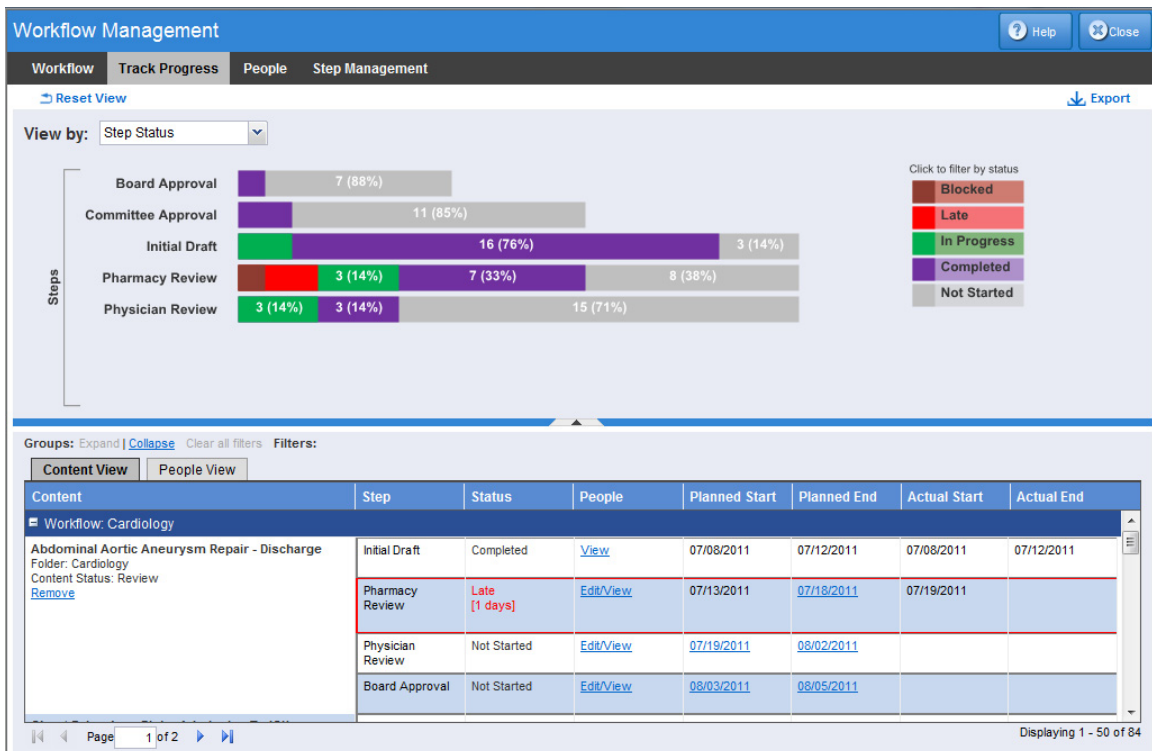 Workflow Management
Help
Close
Workflow Track Progress People Step Management
Reset View
Export
View by: Step Status
Click to filter by status
Blocked
Late
In Progress
Completed
Not Started
Steps
Board Approval 7 (88%)
Committee Approval 11 (85%)
Initial Draft 16 (76%) 3 (14%)
Pharmacy Review 3 (14%) 7 (33%) 8 (38%)
Physician Review 3 (14%) 3 (14%) 15 (71%)
Groups: Expand | Collapse Clear all filters Filters:
Content View People View
Content Step Status People Planned Start Planned End Actual Start Actual End
Workflow: Cardiology
Abdominal Aortic Aneurysm Repair - Discharge
Folder: Cardiology
Content Status: Review
Remove
Initial Draft Completed View 07/08/2011 07/12/2011 07/08/2011 07/12/2011
Pharmacy Review Late [1 days] Edit/View 07/13/2011 07/18/2011 07/19/2011
Physician Review Not Started Edit/View 07/19/2011 08/02/2011
Board Approval Not Started Edit/View 08/03/2011 08/05/2011
Page 1 of 2
Displaying 1 - 50 of 84